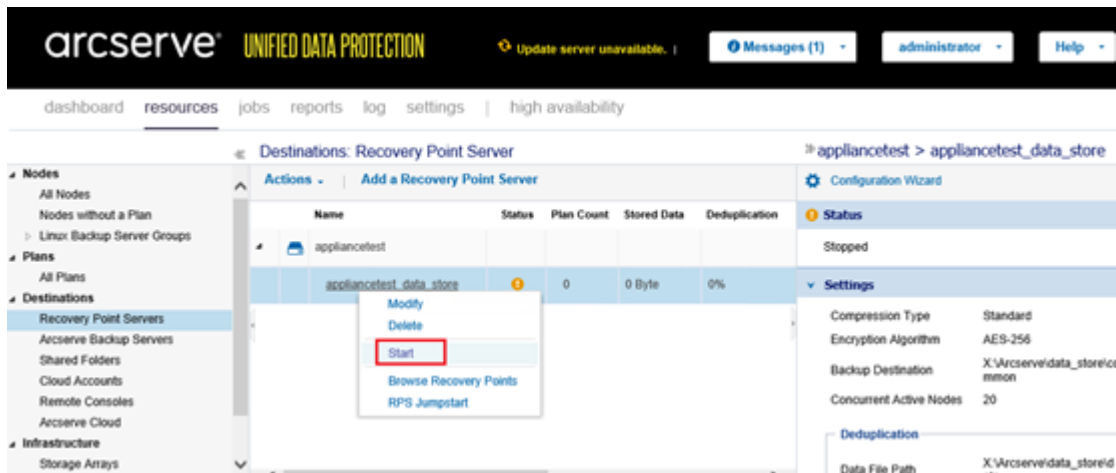 arcserve® UNIFIED DATA PROTECTION
Update server unavailable. |
Messages (1)
administrator
Help
dashboard resources jobs reports log settings | high availability
Nodes
All Nodes
Nodes without a Plan
Linux Backup Server Groups
Plans
All Plans
Destinations
Recovery Point Servers
Arcserve Backup Servers
Shared Folders
Cloud Accounts
Remote Consoles
Arcserve Cloud
Infrastructure
Storage Arrays
Destinations: Recovery Point Server
Actions | Add a Recovery Point Server
Name Status Plan Count Stored Data Deduplication
appliancetest
appliancetest_data_store 0 0 Byte 0%
Modify
Delete
Start
Browse Recovery Points
RPS Jumpstart
appliancetest > appliancetest_data_store
Configuration Wizard
Status
Stopped
Settings
Compression Type Standard
Encryption Algorithm AES-256
Backup Destination X:\Arcserve\data_store\co
mmon
Concurrent Active Nodes 20
Deduplication
Data File Path X:\Arcserve\data_store\d